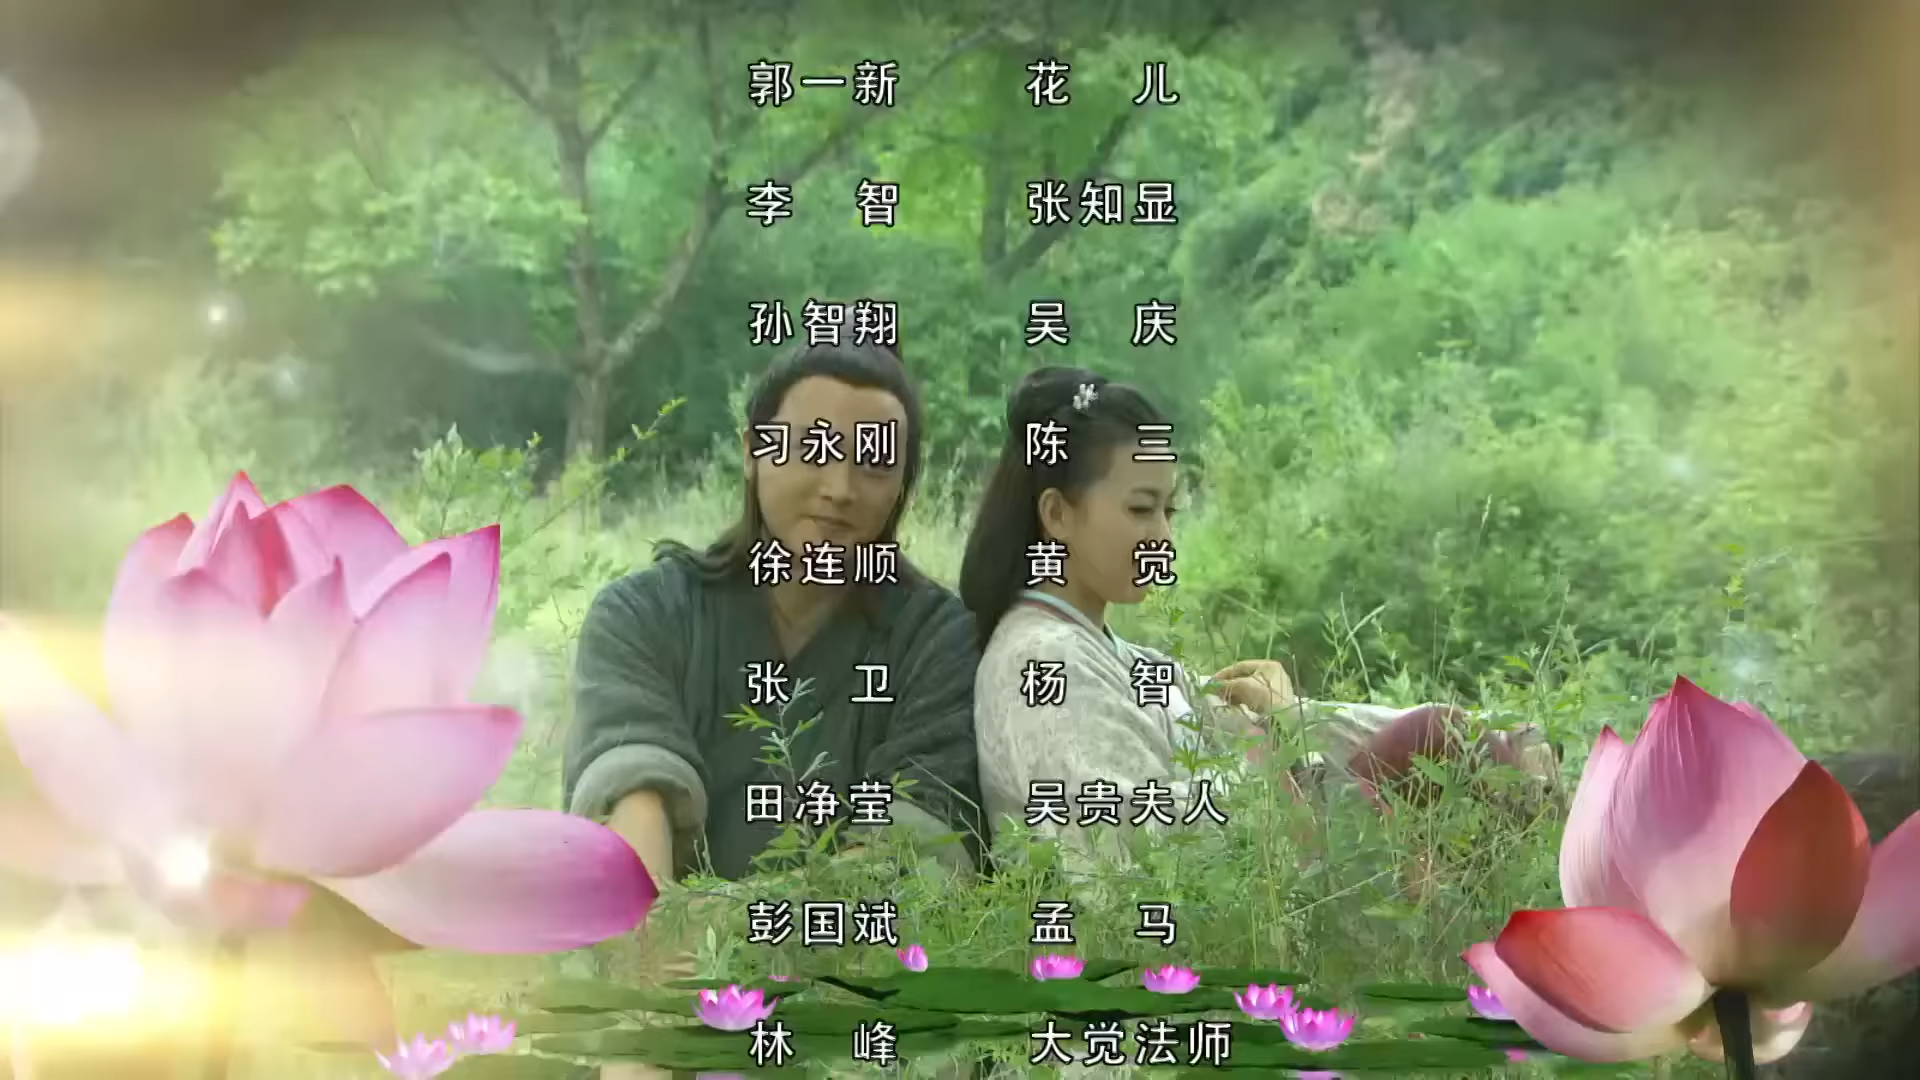 郭一新 花儿
李智 张知显
孙智翔 吴庆
习永刚 陈三
徐连顺 黄觉
张卫 杨智
田净莹 吴贵夫人
彭国斌 孟马
林峰 大觉法师